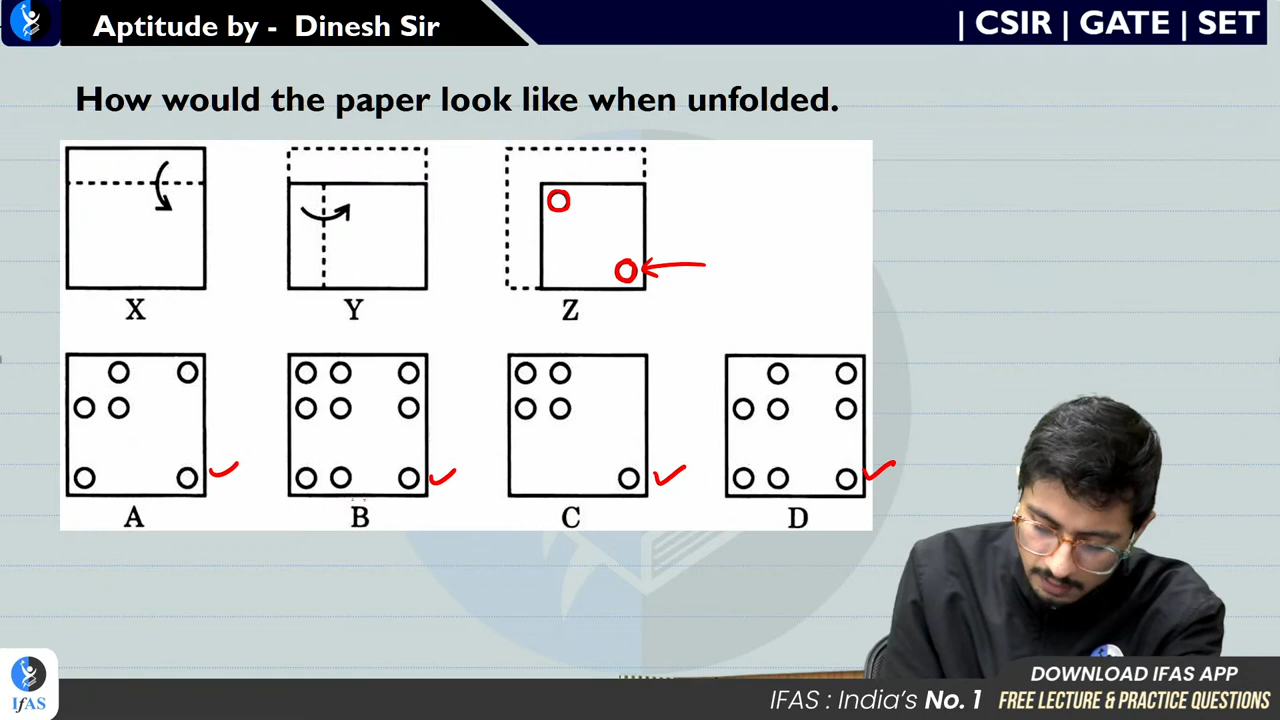 Aptitude by - Dinesh Sir
| CSIR | GATE | SET
How would the paper look like when unfolded.
X
Y
Z
A
B
C
D
DOWNLOAD IFAS APP
IFAS
IFAS : India's No. 1 FREE LECTURE & PRACTICE QUESTIONS